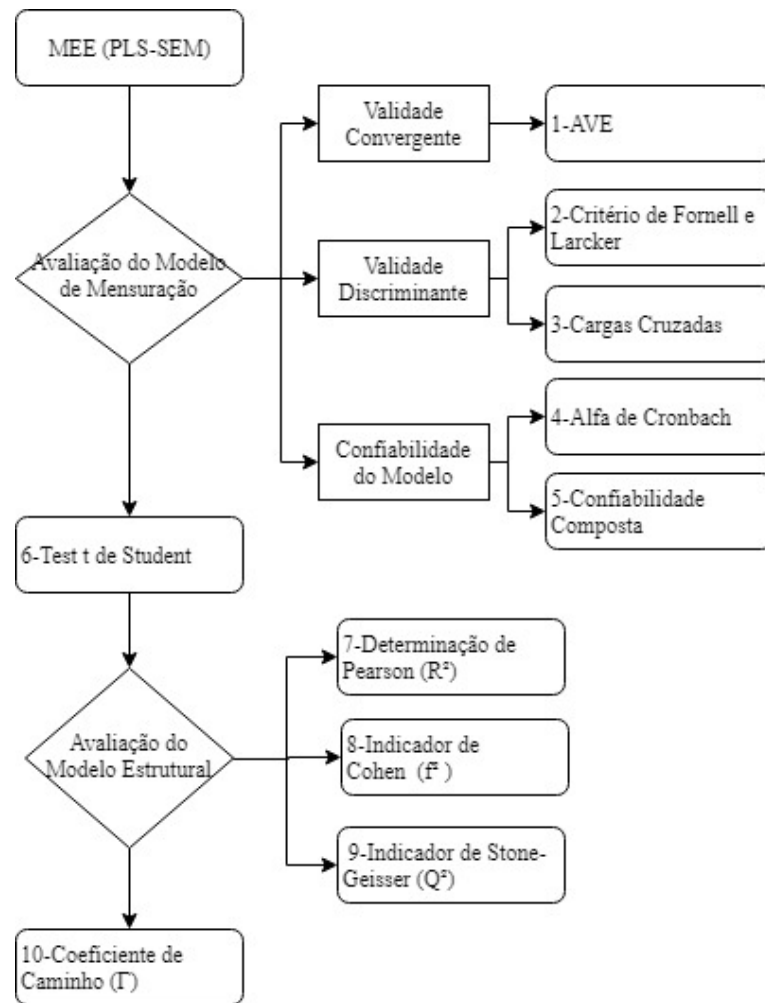 MEE (PLS-SEM)
Validade
Convergente
1-AVE
Avaliação do Modelo
de Mensuração
Validade
Discriminante
2-Critério de Fornell e
Larcker
3-Cargas Cruzadas
Confiabilidade
do Modelo
4-Alfa de Cronbach
5-Confiabilidade
Composta
6-Test t de Student
7-Determinação de
Pearson (R²)
Avaliação do
Modelo Estrutural
8-Indicador de
Cohen (f² )
9-Indicador de Stone-
Geisser (Q²)
10-Coeficiente de
Caminho (Γ)